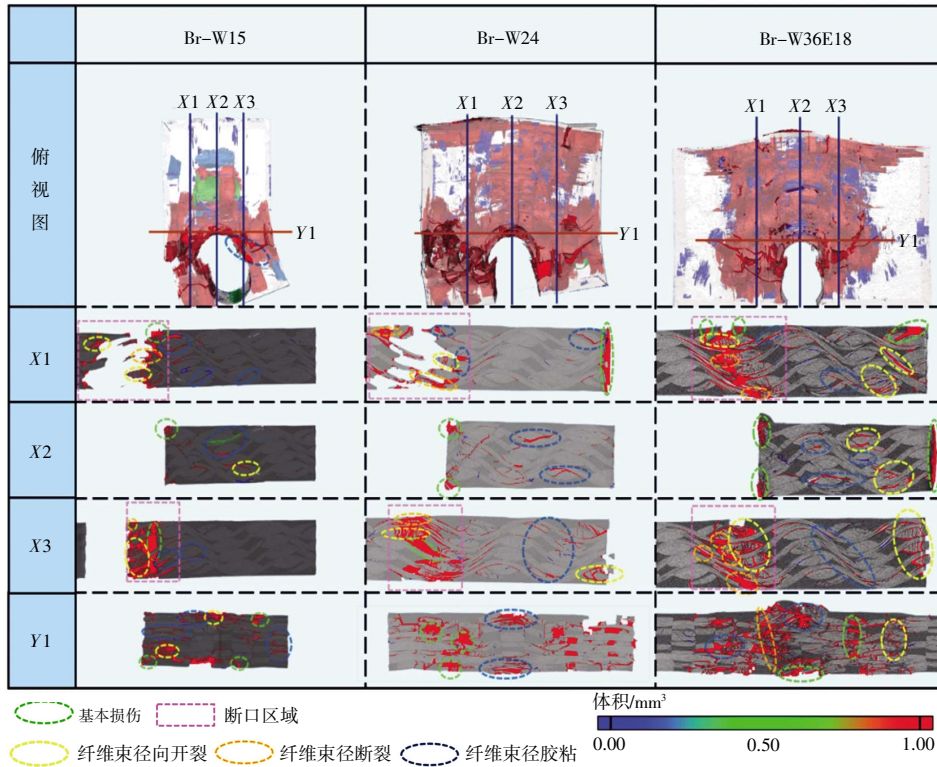 Br-W15 Br-W24 Br-W36E18
俯视图
X1 X2 X3
Y1
X1 X2 X3
Y1
X1 X2 X3
Y1
X1
X2
X3
Y1
基本损伤 断口区域
纤维束径向开裂 纤维束径断裂 纤维束径胶粘
体积/mm³
0.00 0.50 1.00